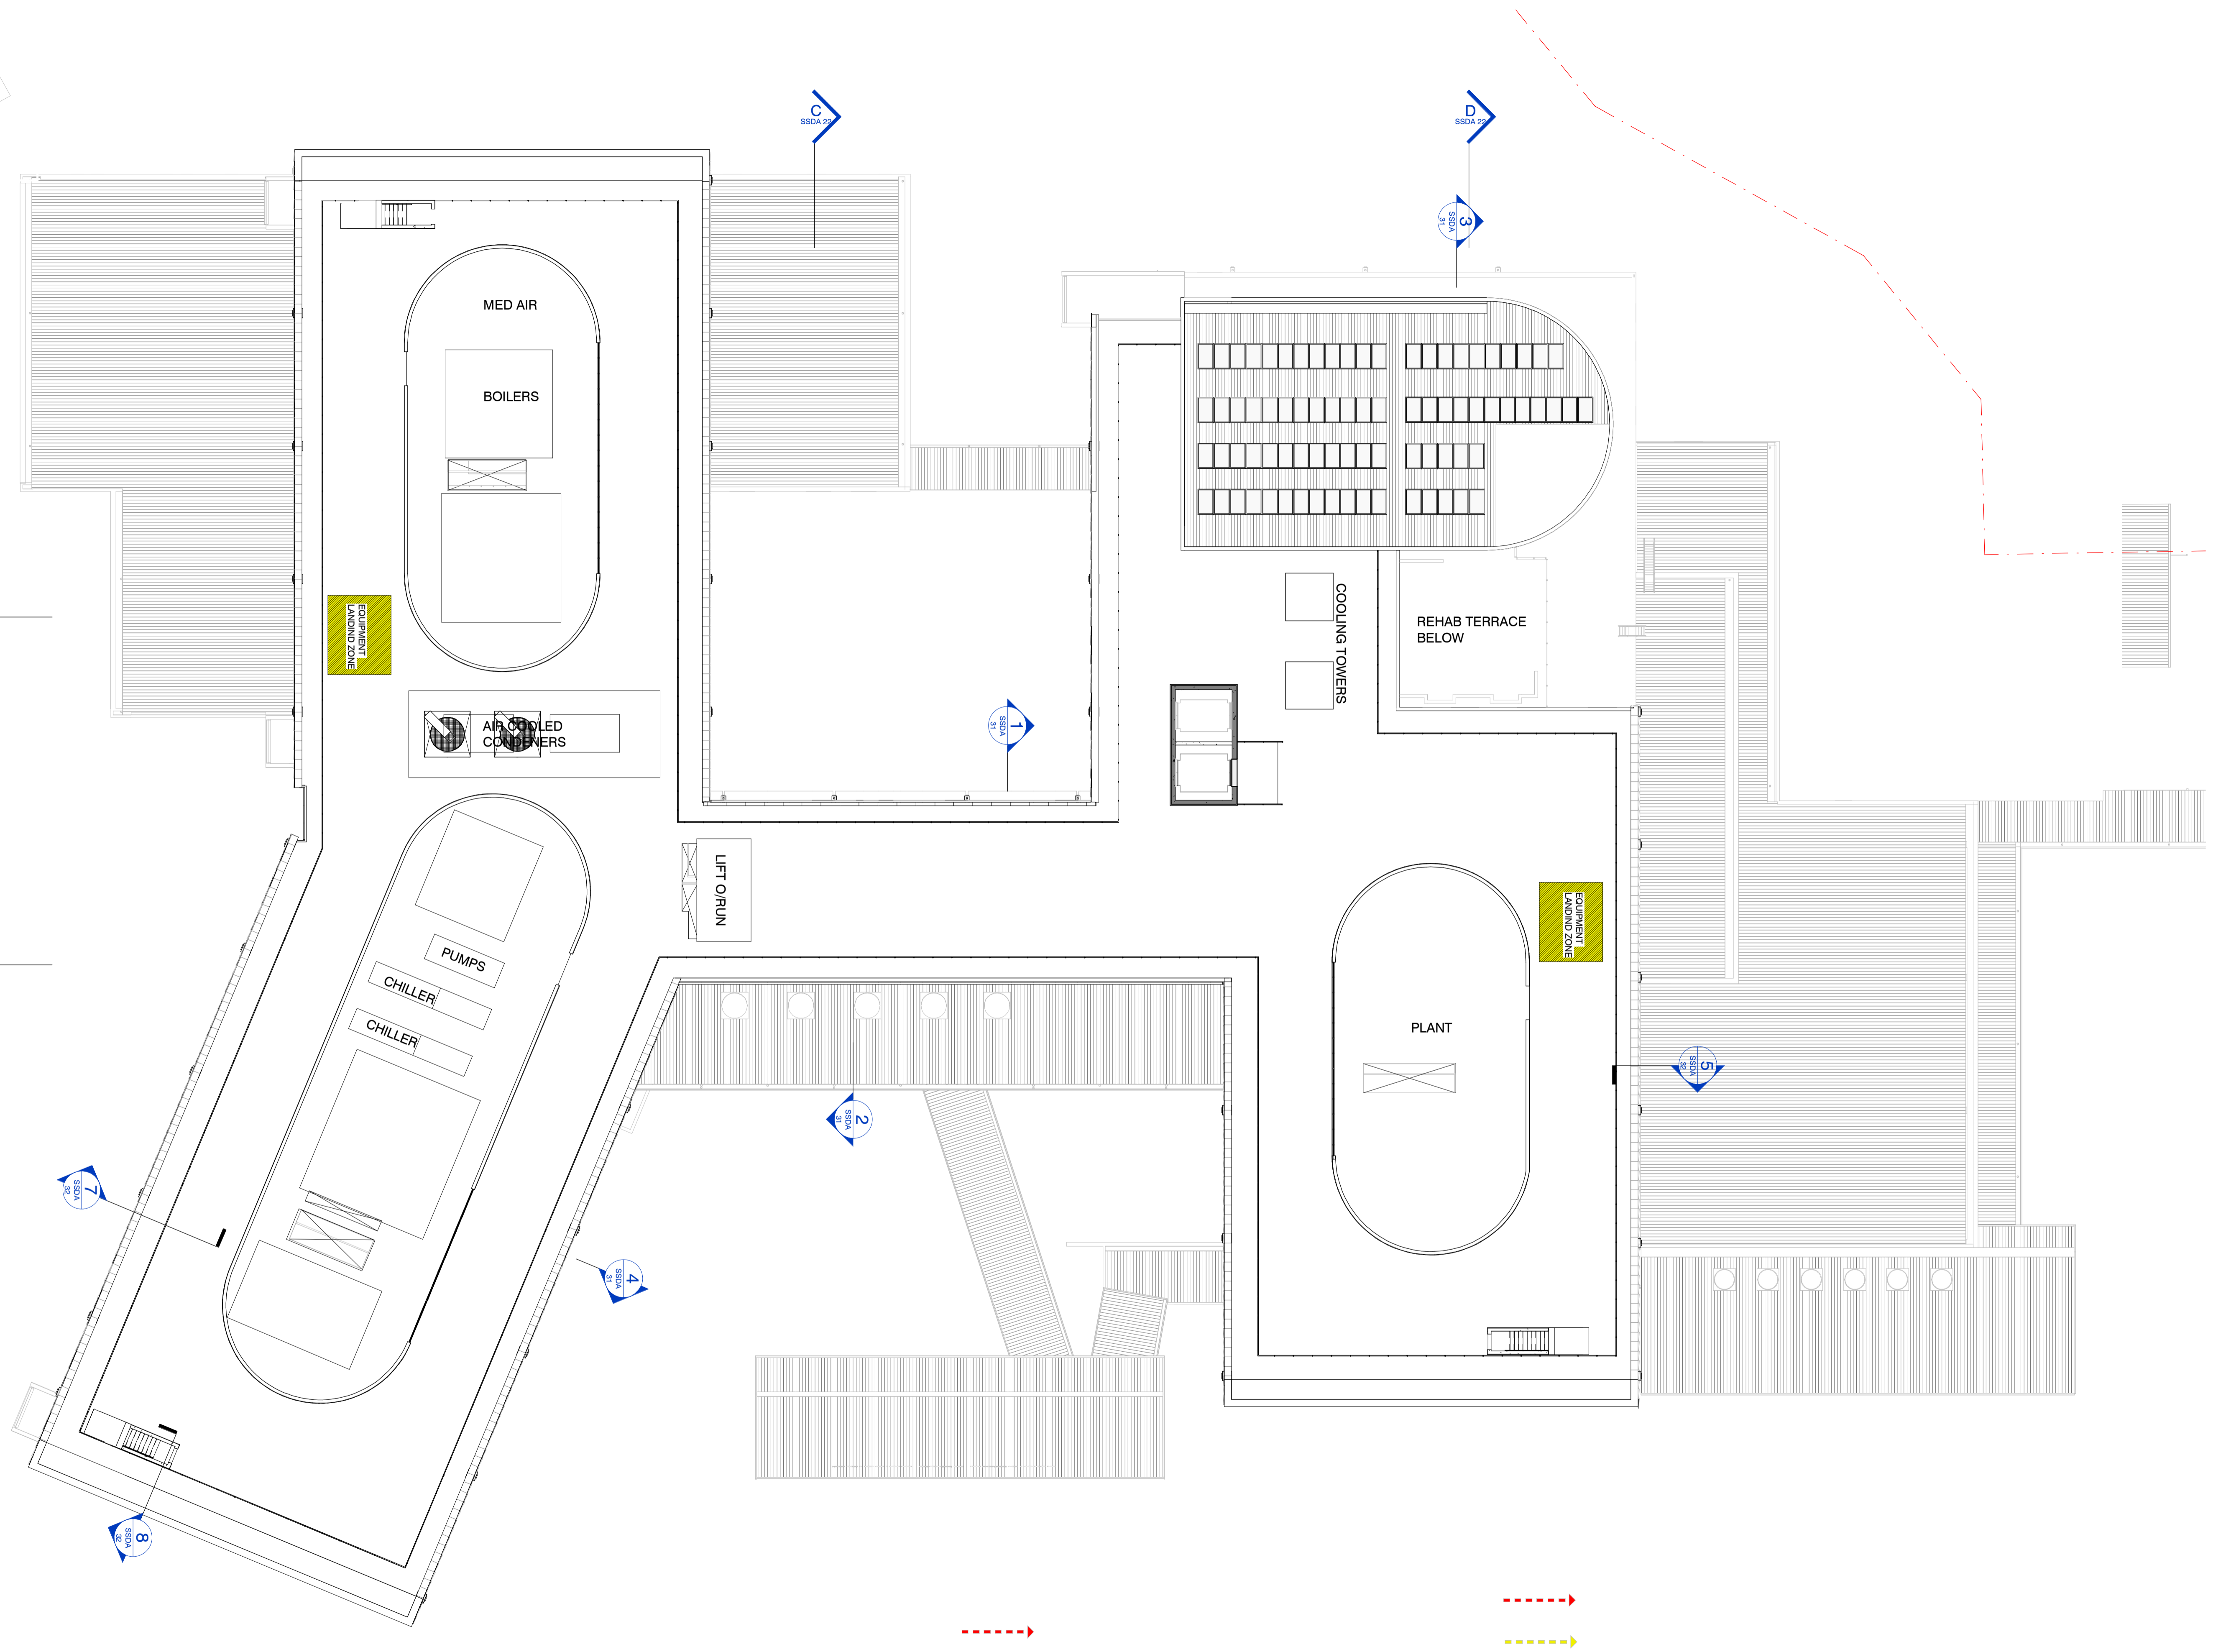 C
SSDA 22
D
SSDA 22
3
SSDA
31
MED AIR
BOILERS
EQUIPMENT
LANDIND ZONE
COOLING TOWERS
REHAB TERRACE
BELOW
AIR COOLED
CONDENERS
1
SSDA
31
LIFT O/RUN
EQUIPMENT
LANDIND ZONE
PUMPS
CHILLER
CHILLER
PLANT
5
SSDA
32
2
SSDA
31
7
SSDA
32
4
SSDA
31
8
SSDA
32